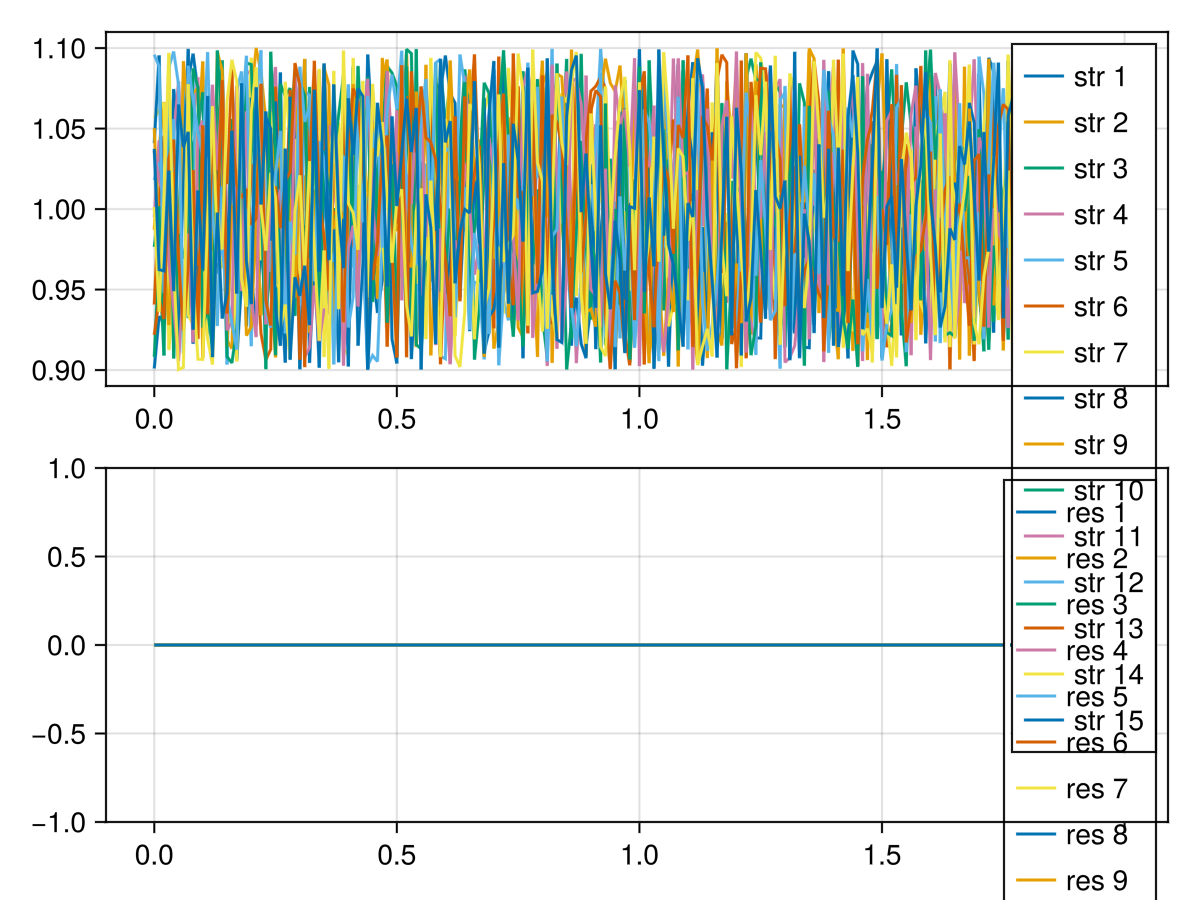 1.10
1.05
1.00
0.95
0.90
0.0 0.5 1.0 1.5
str 1
str 2
str 3
str 4
str 5
str 6
str 7
str 8
str 9
str 10
str 11
str 12
str 13
str 14
str 15
1.0
0.5
0.0
−0.5
−1.0
0.0 0.5 1.0 1.5
res 1
res 2
res 3
res 4
res 5
res 6
res 7
res 8
res 9